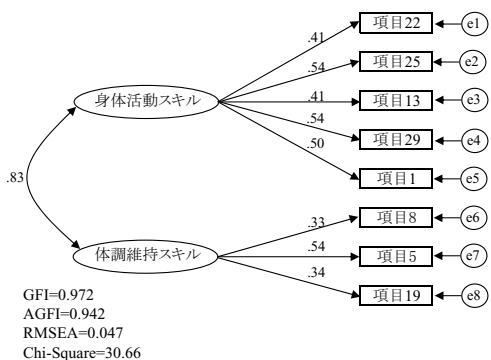 項目22
e1
.41
項目25
e2
.54
身体活動スキル
.41
項目13
e3
.54
項目29
e4
.50
項目1
e5
.83
項目8
e6
.33
体調維持スキル
.54
項目5
e7
.34
項目19
e8
GFI=0.972
AGFI=0.942
RMSEA=0.047
Chi-Square=30.66